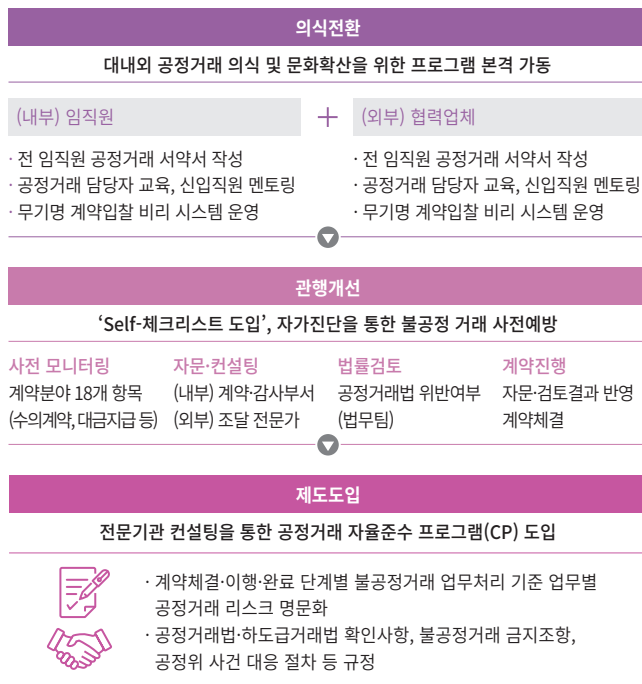 의식전환
대내외 공정거래 의식 및 문화확산을 위한 프로그램 본격 가동
(내부) 임직원
· 전 임직원 공정거래 서약서 작성
· 공정거래 담당자 교육, 신입직원 멘토링
· 무기명 계약입찰 비리 시스템 운영
+
(외부) 협력업체
· 전 임직원 공정거래 서약서 작성
· 공정거래 담당자 교육, 신입직원 멘토링
· 무기명 계약입찰 비리 시스템 운영
관행개선
‘Self-체크리스트 도입’, 자가진단을 통한 불공정 거래 사전예방
사전 모니터링
계약분야 18개 항목
(수의계약, 대금지급 등)
자문·컨설팅
(내부) 계약·감사부서
(외부) 조달 전문가
법률검토
공정거래법 위반여부
(법무팀)
계약진행
자문·검토결과 반영
계약체결
제도도입
전문기관 컨설팅을 통한 공정거래 자율준수 프로그램(CP) 도입
· 계약체결·이행·완료 단계별 불공정거래 업무처리 기준 업무별
공정거래 리스크 명문화
· 공정거래법·하도급거래법 확인사항, 불공정거래 금지조항,
공정위 사건 대응 절차 등 규정